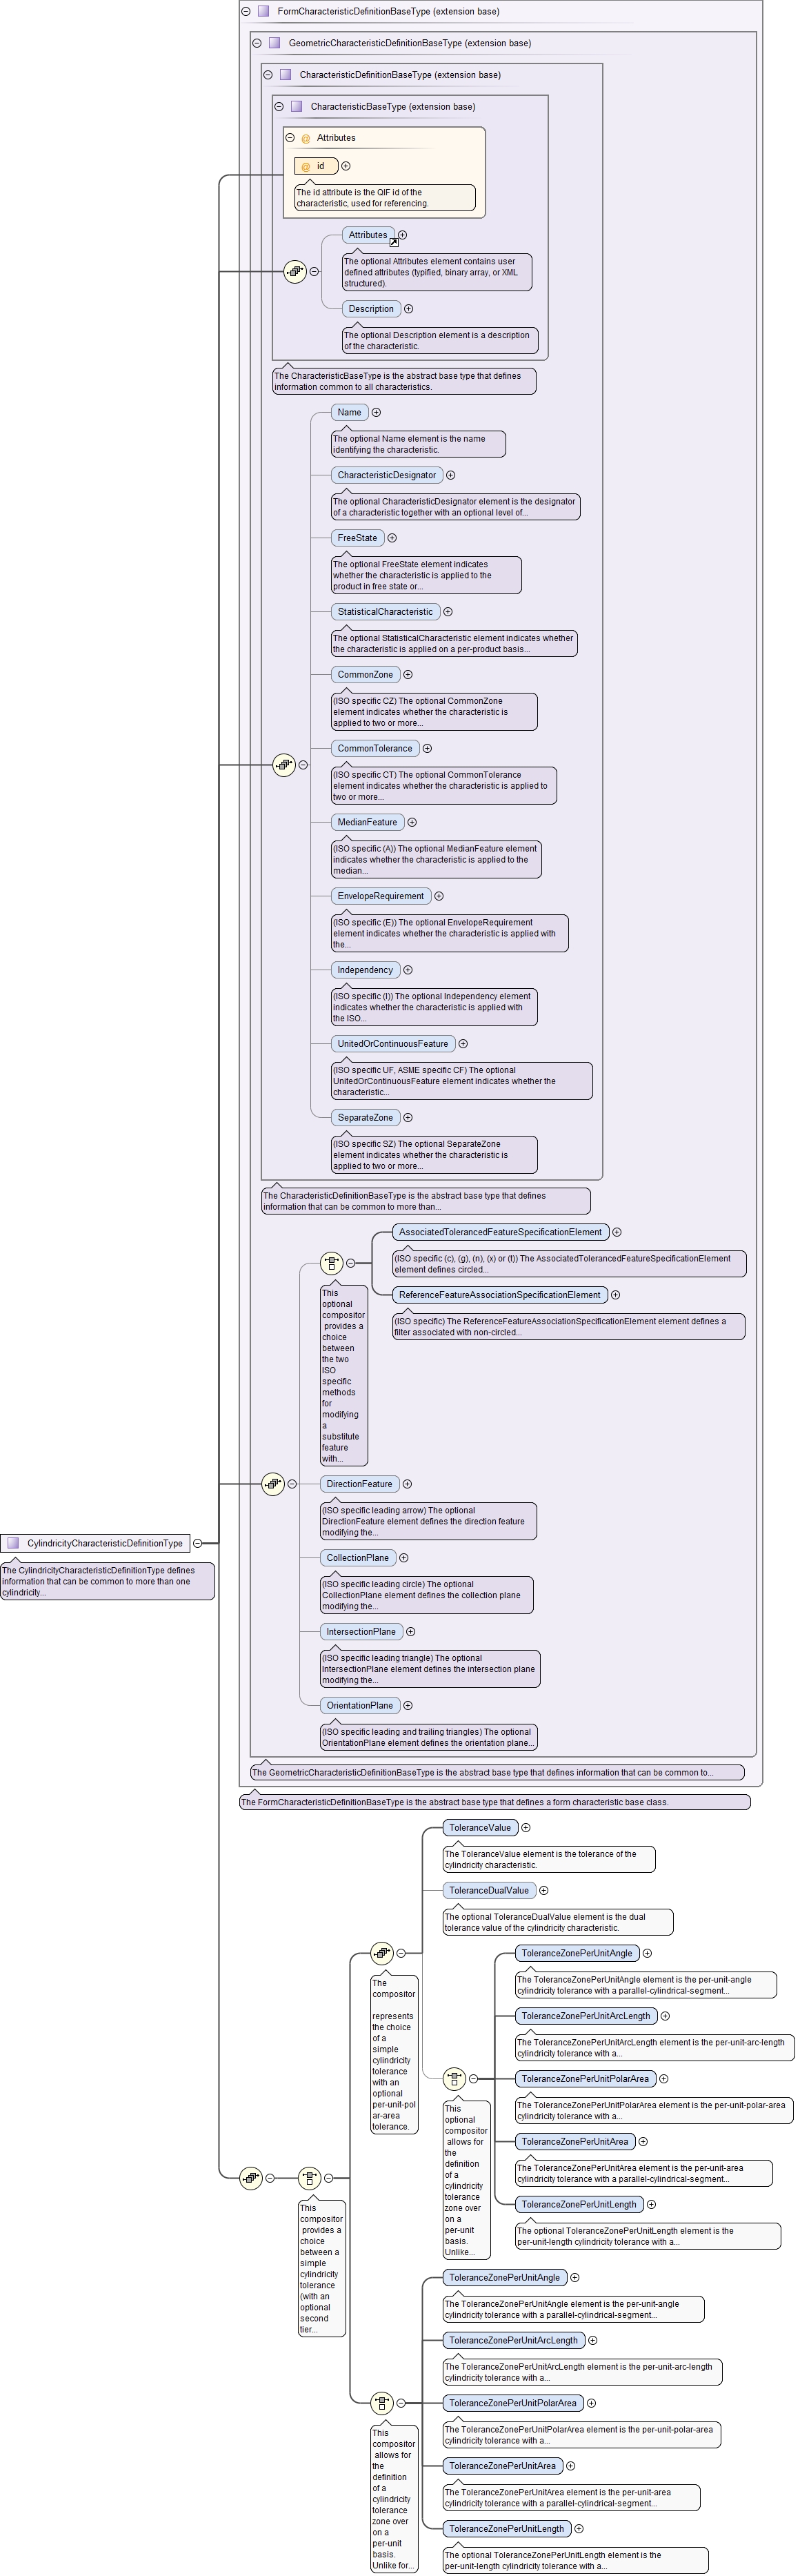 FormCharacteristicDefinitionBaseType (extension base)
GeometricCharacteristicDefinitionBaseType (extension base)
CharacteristicDefinitionBaseType (extension base)
CharacteristicBaseType (extension base)
@ Attributes
@ id
The id attribute is the QIF id of the
characteristic, used for referencing.
Attributes
The optional Attributes element contains user
defined attributes (typified, binary array, or XML
structured).
Description
The optional Description element is a description
of the characteristic.
The CharacteristicBaseType is the abstract base type that defines
information common to all characteristics.
Name
The optional Name element is the name
identifying the characteristic.
CharacteristicDesignator
The optional CharacteristicDesignator element is the designator
of a characteristic together with an optional level of...
FreeState
The optional FreeState element indicates
whether the characteristic is applied to the
product in free state or...
StatisticalCharacteristic
The optional StatisticalCharacteristic element indicates whether
the characteristic is applied on a per-product basis...
CommonZone
(ISO specific CZ) The optional CommonZone
element indicates whether the characteristic is
applied to two or more...
CommonTolerance
(ISO specific CT) The optional CommonTolerance
element indicates whether the characteristic is applied to
two or more...
MedianFeature
(ISO specific (A)) The optional MedianFeature element
indicates whether the characteristic is applied to the
median...
EnvelopeRequirement
(ISO specific (E)) The optional EnvelopeRequirement
element indicates whether the characteristic is applied with
the...
Independency
(ISO specific (I)) The optional Independency element
indicates whether the characteristic is applied with
the ISO...
UnitedOrContinuousFeature
(ISO specific UF, ASME specific CF) The optional
UnitedOrContinuousFeature element indicates whether the
characteristic...
SeparateZone
(ISO specific SZ) The optional SeparateZone
element indicates whether the characteristic is
applied to two or more...
The CharacteristicDefinitionBaseType is the abstract base type that defines
information that can be common to more than...
AssociatedTolerancedFeatureSpecificationElement
(ISO specific (c), (g), (n), (x) or (t)) The AssociatedTolerancedFeatureSpecificationElement
element defines circled...
ReferenceFeatureAssociationSpecificationElement
(ISO specific) The ReferenceFeatureAssociationSpecificationElement element defines a
filter associated with non-circled...
This
optional
compositor
provides a
choice
between
the two
ISO
specific
methods
for
modifying
a
substitute
feature
with...
DirectionFeature
(ISO specific leading arrow) The optional
DirectionFeature element defines the direction feature
modifying the...
CylindricityCharacteristicDefinitionType
The CylindricityCharacteristicDefinitionType defines
information that can be common to more than one
cylindricity...
CollectionPlane
(ISO specific leading circle) The optional
CollectionPlane element defines the collection plane
modifying the...
IntersectionPlane
(ISO specific leading triangle) The optional
IntersectionPlane element defines the intersection plane
modifying the...
OrientationPlane
(ISO specific leading and trailing triangles) The optional
OrientationPlane element defines the orientation plane...
The GeometricCharacteristicDefinitionBaseType is the abstract base type that defines information that can be common to...
The FormCharacteristicDefinitionBaseType is the abstract base type that defines a form characteristic base class.
ToleranceValue
The ToleranceValue element is the tolerance of the
cylindricity characteristic.
ToleranceDualValue
The optional ToleranceDualValue element is the dual
tolerance value of the cylindricity characteristic.
The
compositor
represents
the choice
of a
simple
cylindricity
tolerance
with an
optional
per-unit-pol
ar-area
tolerance.
ToleranceZonePerUnitAngle
The ToleranceZonePerUnitAngle element is the per-unit-angle
cylindricity tolerance with a parallel-cylindrical-segment...
ToleranceZonePerUnitArcLength
The ToleranceZonePerUnitArcLength element is the per-unit-arc-length
cylindricity tolerance with a...
ToleranceZonePerUnitPolarArea
The ToleranceZonePerUnitPolarArea element is the per-unit-polar-area
cylindricity tolerance with a...
ToleranceZonePerUnitArea
The ToleranceZonePerUnitArea element is the per-unit-area
cylindricity tolerance with a parallel-cylindrical-segment...
ToleranceZonePerUnitLength
The optional ToleranceZonePerUnitLength element is the
per-unit-length cylindricity tolerance with a...
This
optional
compositor
allows for
the
definition
of a
cylindricity
tolerance
zone over
on a
per-unit
basis.
Unlike...
This
compositor
provides a
choice
between a
simple
cylindricity
tolerance
(with an
optional
second
tier...
ToleranceZonePerUnitAngle
The ToleranceZonePerUnitAngle element is the per-unit-angle
cylindricity tolerance with a parallel-cylindrical-segment...
ToleranceZonePerUnitArcLength
The ToleranceZonePerUnitArcLength element is the per-unit-arc-length
cylindricity tolerance with a...
ToleranceZonePerUnitPolarArea
The ToleranceZonePerUnitPolarArea element is the per-unit-polar-area
cylindricity tolerance with a...
ToleranceZonePerUnitArea
The ToleranceZonePerUnitArea element is the per-unit-area
cylindricity tolerance with a parallel-cylindrical-segment...
ToleranceZonePerUnitLength
The optional ToleranceZonePerUnitLength element is the
per-unit-length cylindricity tolerance with a...
This
compositor
allows for
the
definition
of a
cylindricity
tolerance
zone over
on a
per-unit
basis.
Unlike for...